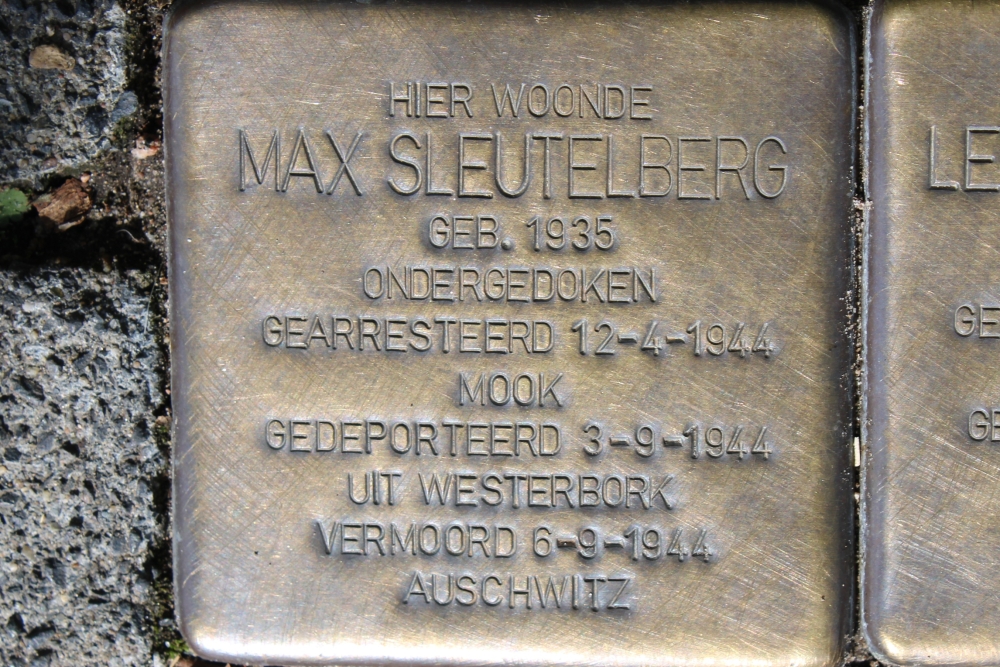 HIER WOONDE
MAX SLEUTELBERG
GEB. 1935
ONDERGEDOKEN
GEARRESTEERD 12-4-1944
MOOK
GEDEPORTEERD 3-9-1944
UIT WESTERBORK
VERMOORD 6-9-1944
AUSCHWITZ